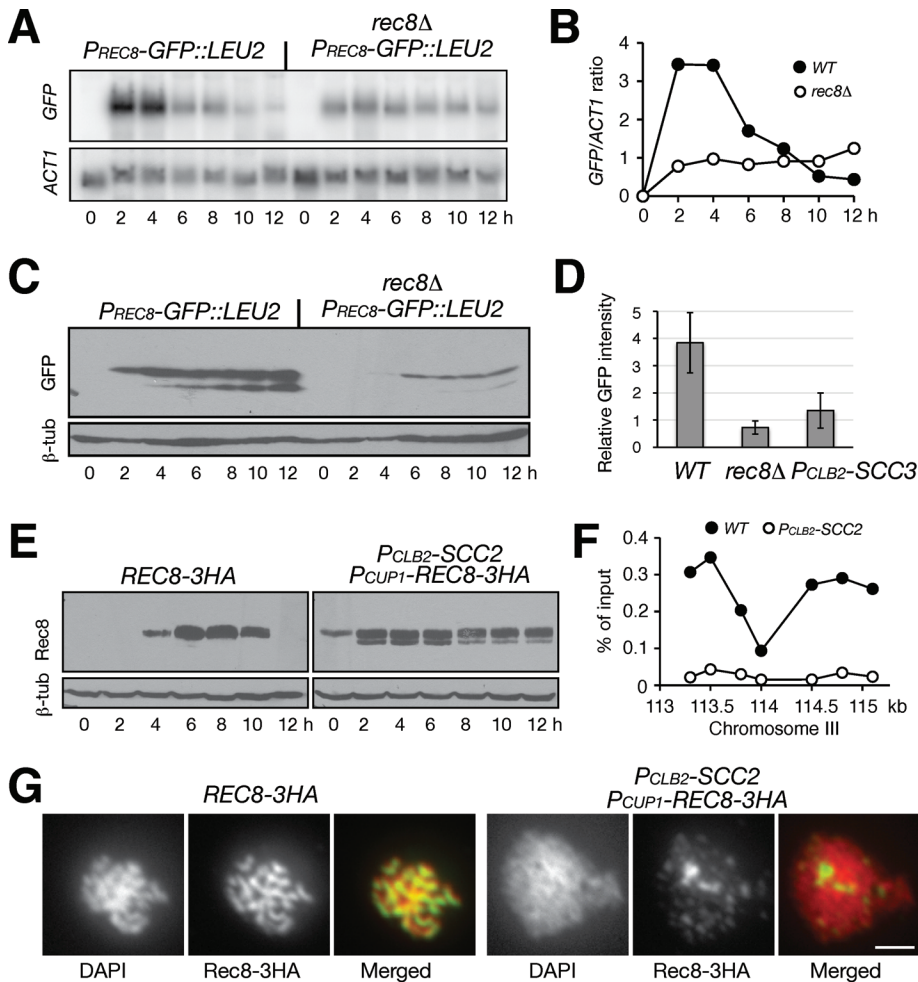 A
PREC8-GFP::LEU2
rec8Δ
PREC8-GFP::LEU2
GFP
ACT1
0 2 4 6 8 10 12 0 2 4 6 8 10 12 h
B
4
3
2
1
0
GFP/ACT1 ratio
WT
rec8Δ
0 2 4 6 8 10 12 h
C
PREC8-GFP::LEU2
rec8Δ
PREC8-GFP::LEU2
GFP
β-tub
0 2 4 6 8 10 12 0 2 4 6 8 10 12 h
D
Relative GFP intensity
5
4
3
2
1
0
WT rec8Δ PCLB2-SCC3
E
REC8-3HA
PCLB2-SCC2
PCUP1-REC8-3HA
Rec8
β-tub
0 2 4 6 8 10 12 h 0 2 4 6 8 10 12 h
F
WT PCLB2-SCC2
% of input
0.4
0.3
0.2
0.1
0
113 113.5 114 114.5 115 kb
Chromosome III
G
REC8-3HA
PCLB2-SCC2
PCUP1-REC8-3HA
DAPI Rec8-3HA Merged DAPI Rec8-3HA Merged